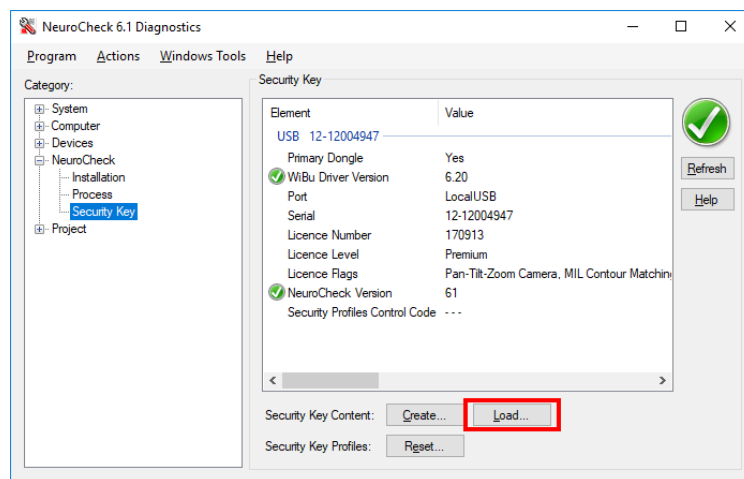 NeuroCheck 6.1 Diagnostics
Program Actions Windows Tools Help
Category:
System
Computer
Devices
NeuroCheck
Installation
Process
Security Key
Project
Security Key
Element Value
USB 12-12004947
Primary Dongle Yes
WiBu Driver Version 6.20
Port LocalUSB
Serial 12-12004947
Licence Number 170913
Licence Level Premium
Licence Flags Pan-Tilt-Zoom Camera, MIL Contour Matching
NeuroCheck Version 61
Security Profiles Control Code - - -
Refresh
Help
Security Key Content: Create... Load...
Security Key Profiles: Reset...